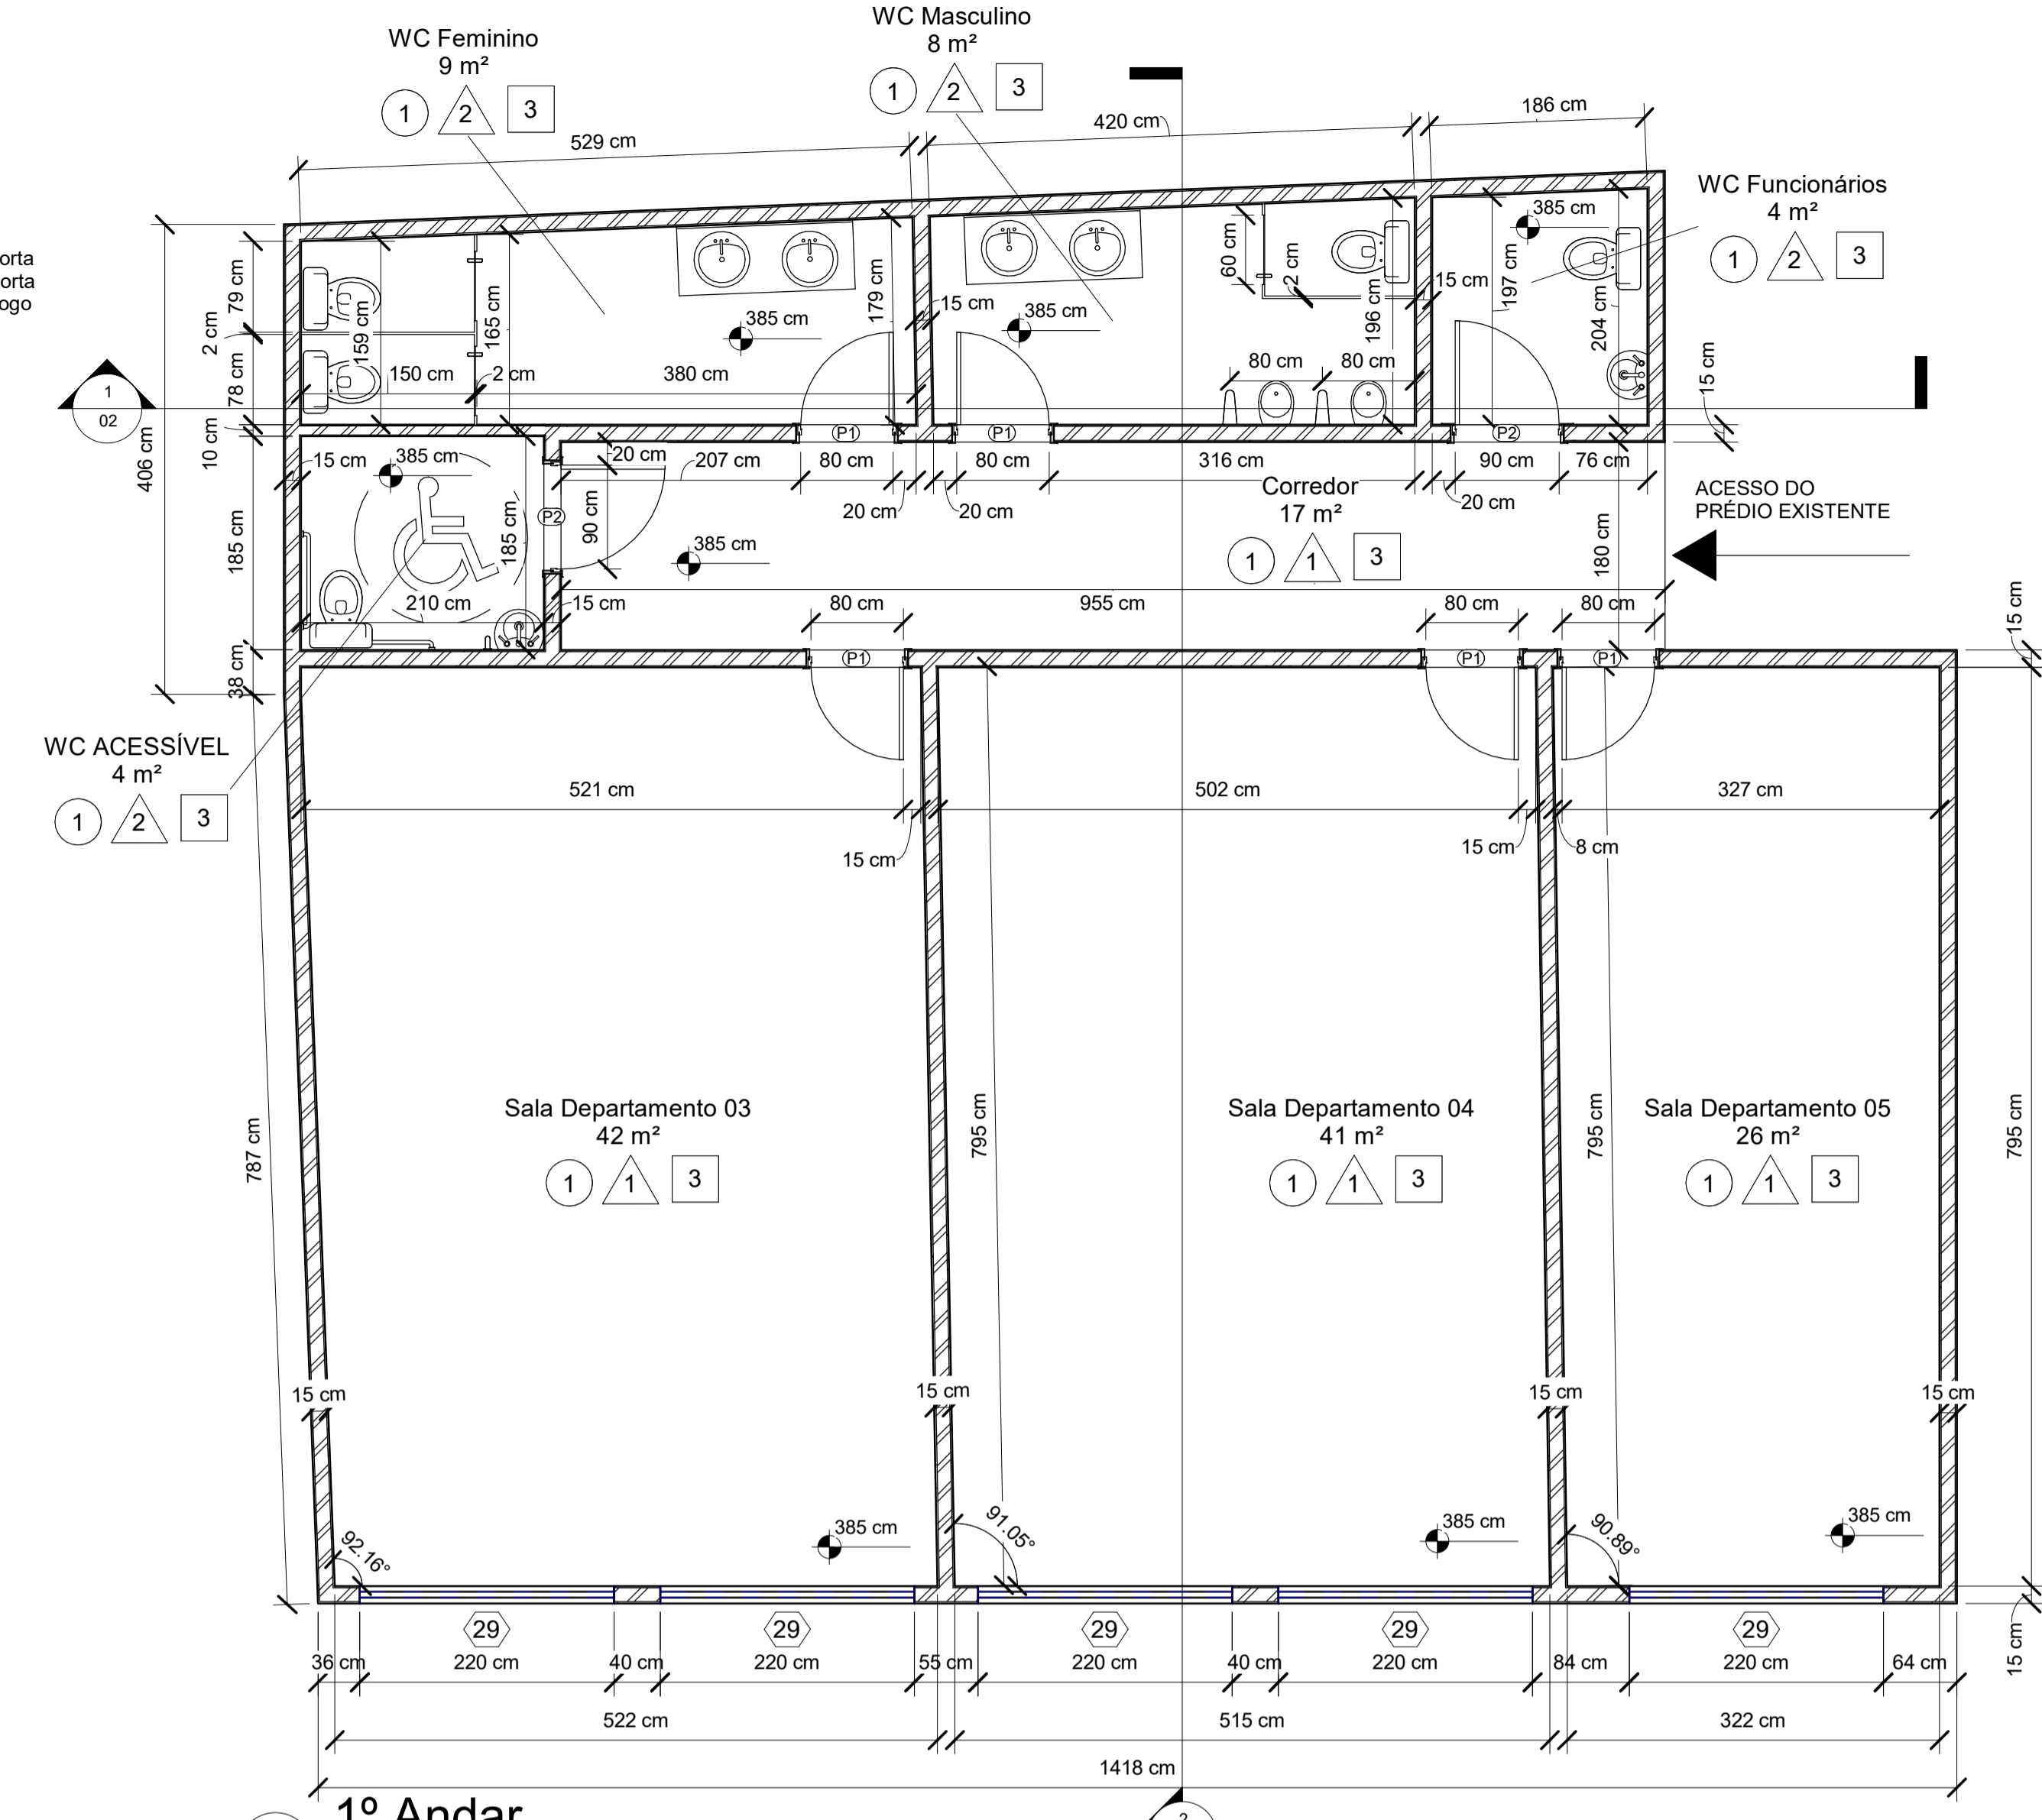 WC Masculino
8 m²
1
2
3
WC Feminino
9 m²
1
2
3
529 cm
420 cm
186 cm
WC Funcionários
4 m²
1
2
3
orta
orta
ogo
385 cm
79 cm
2 cm
78 cm
10 cm
406 cm
159 cm
165 cm
150 cm
2 cm
380 cm
385 cm
179 cm
15 cm
385 cm
60 cm
2 cm
196 cm
80 cm
80 cm
15 cm
197 cm
204 cm
15 cm
1
02
P1
P1
P2
15 cm
385 cm
20 cm
207 cm
80 cm
20 cm
80 cm
20 cm
316 cm
90 cm
76 cm
20 cm
Corredor
17 m²
1
1
3
ACESSO DO
PRÉDIO EXISTENTE
185 cm
185 cm
P2
90 cm
385 cm
180 cm
210 cm
15 cm
80 cm
955 cm
80 cm
80 cm
15 cm
38 cm
P1
P1
P1
WC ACESSÍVEL
4 m²
1
2
3
521 cm
15 cm
502 cm
15 cm
8 cm
327 cm
787 cm
Sala Departamento 03
42 m²
1
1
3
795 cm
Sala Departamento 04
41 m²
1
1
3
795 cm
Sala Departamento 05
26 m²
1
1
3
795 cm
15 cm
15 cm
15 cm
15 cm
92.16°
385 cm
91.05°
385 cm
90.89°
385 cm
29
29
29
29
29
15 cm
36 cm
220 cm
40 cm
220 cm
55 cm
220 cm
40 cm
220 cm
84 cm
220 cm
64 cm
522 cm
515 cm
322 cm
1418 cm
1º Andar
2